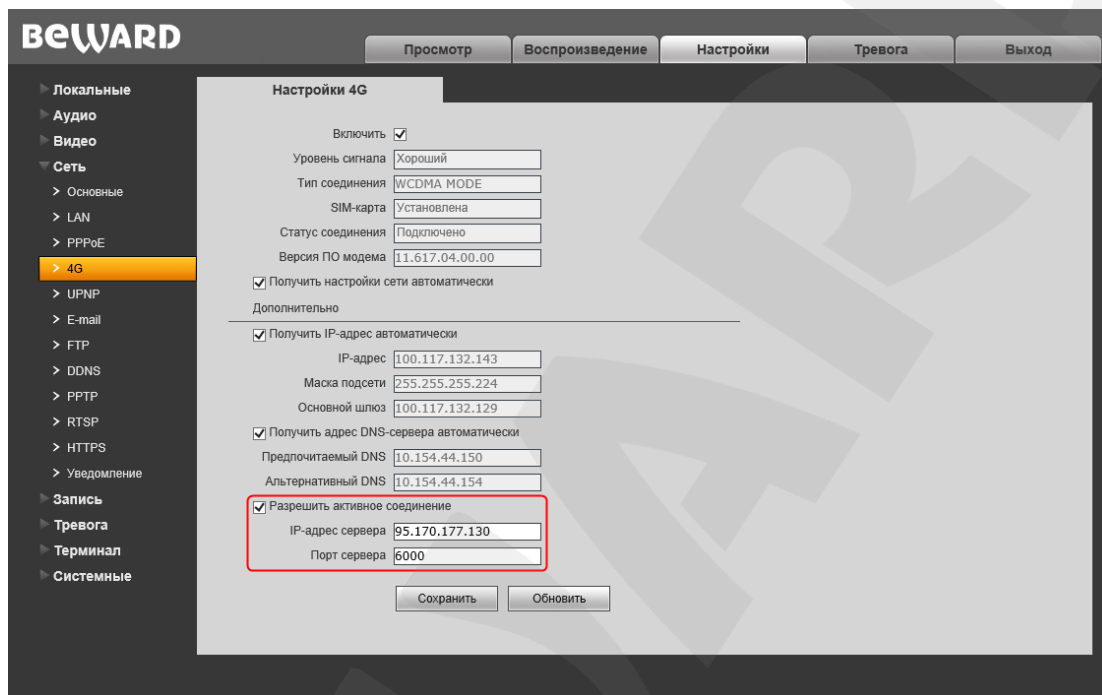 BEWARD
Просмотр
Воспроизведение
Настройки
Тревога
Выход
Локальные
Аудио
Видео
Сеть
> Основные
> LAN
> PPPoE
> 4G
> UPNP
> E-mail
> FTP
> DDNS
> PPTP
> RTSP
> HTTPS
> Уведомление
Запись
Тревога
Терминал
Системные
Настройки 4G
Включить
Уровень сигнала Хороший
Тип соединения WCDMA MODE
SIM-карта Установлена
Статус соединения Подключено
Версия ПО модема 11.617.04.00.00
Получить настройки сети автоматически
Дополнительно
Получить IP-адрес автоматически
IP-адрес 100.117.132.143
Маска подсети 255.255.255.224
Основной шлюз 100.117.132.129
Получить адрес DNS-сервера автоматически
Предпочитаемый DNS 10.154.44.150
Альтернативный DNS 10.154.44.154
Разрешить активное соединение
IP-адрес сервера 95.170.177.130
Порт сервера 6000
Сохранить
Обновить